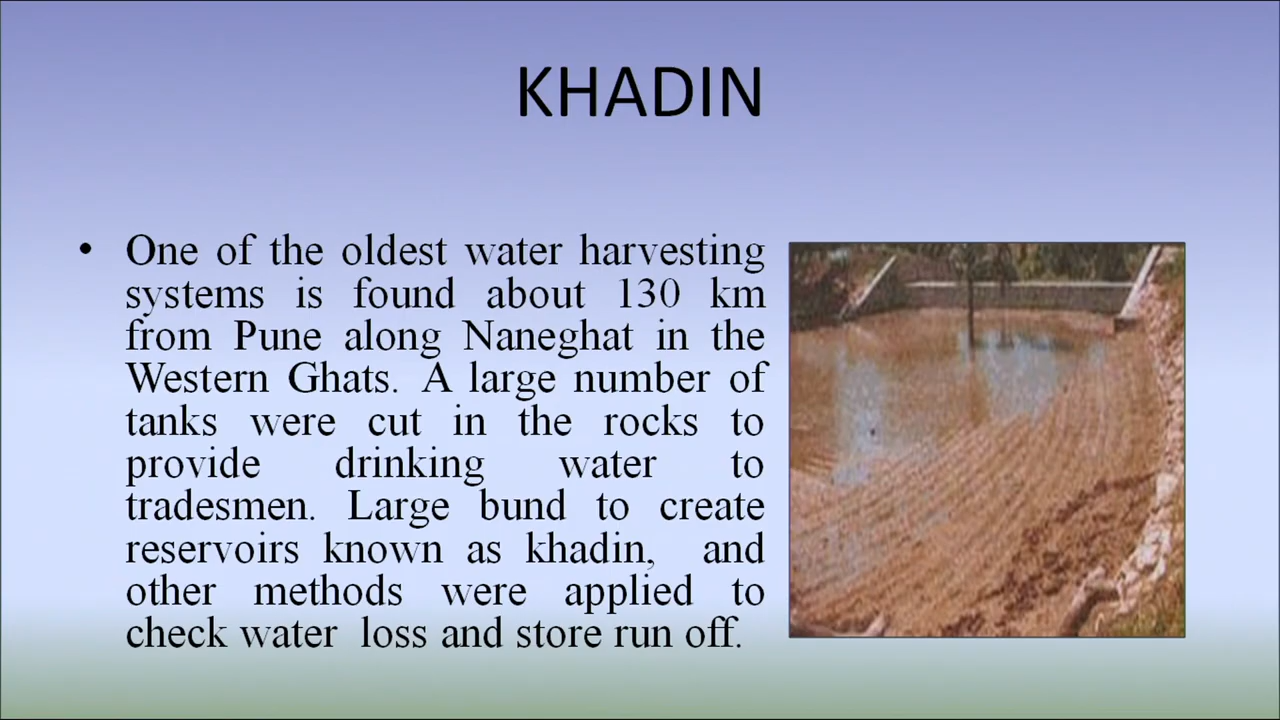 KHADIN
• One of the oldest water harvesting
systems is found about 130 km
from Pune along Naneghat in the
Western Ghats. A large number of
tanks were cut in the rocks to
provide drinking water to
tradesmen. Large bund to create
reservoirs known as khadin, and
other methods were applied to
check water loss and store run off.